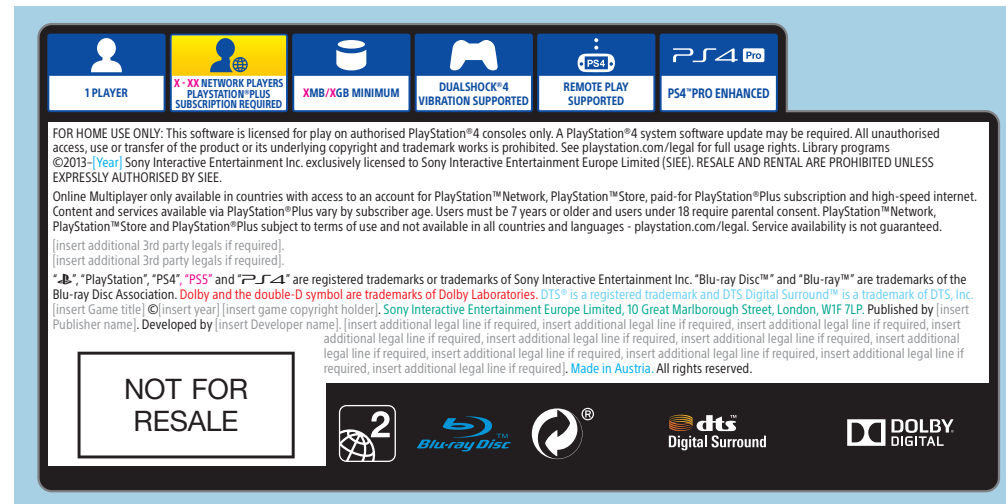 1 PLAYER
X - XX NETWORK PLAYERS
PLAYSTATION®PLUS
SUBSCRIPTION REQUIRED
XMB/XGB MINIMUM
DUALSHOCK®4
VIBRATION SUPPORTED
PS4
REMOTE PLAY
SUPPORTED
PS4 Pro
PS4™PRO ENHANCED
FOR HOME USE ONLY: This software is licensed for play on authorised PlayStation®4 consoles only. A PlayStation®4 system software update may be required. All unauthorised
access, use or transfer of the product or its underlying copyright and trademark works is prohibited. See playstation.com/legal for full usage rights. Library programs
©2013–[Year] Sony Interactive Entertainment Inc. exclusively licensed to Sony Interactive Entertainment Europe Limited (SIEE). RESALE AND RENTAL ARE PROHIBITED UNLESS
EXPRESSLY AUTHORISED BY SIEE.
Online Multiplayer only available in countries with access to an account for PlayStation™Network, PlayStation™Store, paid-for PlayStation®Plus subscription and high-speed internet.
Content and services available via PlayStation®Plus vary by subscriber age. Users must be 7 years or older and users under 18 require parental consent. PlayStation™Network,
PlayStation™Store and PlayStation®Plus subject to terms of use and not available in all countries and languages - playstation.com/legal. Service availability is not guaranteed.
[insert additional 3rd party legals if required].
[insert additional 3rd party legals if required].
“PS”, “PlayStation”, “PS4”, “PS5” and “PS4” are registered trademarks or trademarks of Sony Interactive Entertainment Inc. “Blu-ray Disc™” and “Blu-ray™” are trademarks of the
Blu-ray Disc Association. Dolby and the double-D symbol are trademarks of Dolby Laboratories. DTS® is a registered trademark and DTS Digital Surround™ is a trademark of DTS, Inc.
[insert Game title] ©[insert year] [insert game copyright holder]. Sony Interactive Entertainment Europe Limited, 10 Great Marlborough Street, London, W1F 7LP. Published by [insert
Publisher name]. Developed by [insert Developer name]. [insert additional legal line if required, insert additional legal line if required, insert additional legal line if required, insert
additional legal line if required, insert additional legal line if required, insert additional legal line if required, insert additional
legal line if required, insert additional legal line if required, insert additional legal line if required, insert additional legal line if
required, insert additional legal line if required]. Made in Austria. All rights reserved.
NOT FOR
RESALE
2
Blu-ray Disc™
®
dts™
Digital Surround
DOLBY
DIGITAL